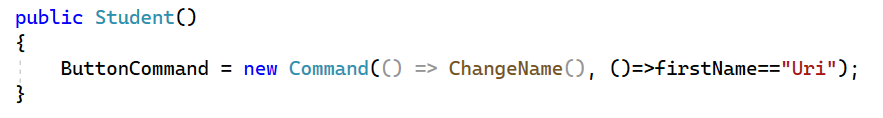 public Student()
{
    ButtonCommand = new Command(() => ChangeName(), ()=>firstName=="Uri");
}